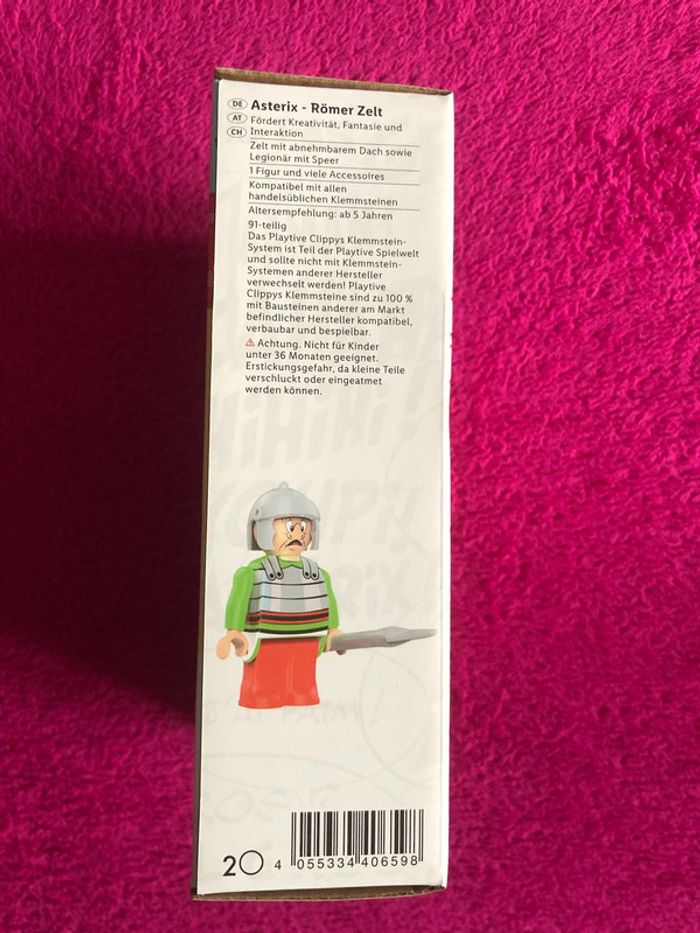 DE Asterix - Römer Zelt
AT Fördert Kreativität, Fantasie und
CH Interaktion
Zelt mit abnehmbarem Dach sowie
Legionär mit Speer
1 Figur und viele Accessoires
Kompatibel mit allen
handelsüblichen Klemmsteinen
Altersempfehlung: ab 5 Jahren
91-teilig
Das Playtive Clippys Klemmstein-
System ist Teil der Playtive Spielwelt
und sollte nicht mit Klemmstein-
Systemen anderer Hersteller
verwechselt werden! Playtive
Clippys Klemmsteine sind zu 100 %
mit Bausteinen anderer am Markt
befindlicher Hersteller kompatibel,
verbaubar und bespielbar.
Achtung. Nicht für Kinder
unter 36 Monaten geeignet.
Erstickungsgefahr, da kleine Teile
verschluckt oder eingeatmet
werden können.
HiHiHi!
2 4 055334 406598